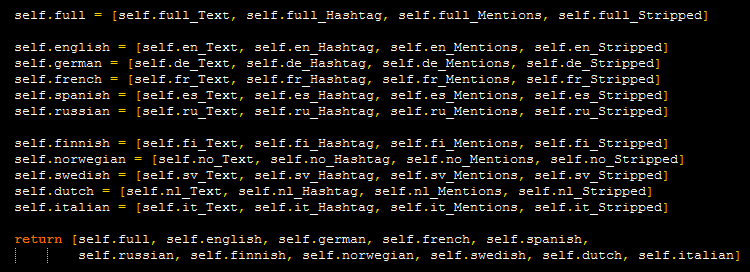 self.full = [self.full_Text, self.full_Hashtag, self.full_Mentions, self.full_Stripped]
self.english = [self.en_Text, self.en_Hashtag, self.en_Mentions, self.en_Stripped]
self.german = [self.de_Text, self.de_Hashtag, self.de_Mentions, self.de_Stripped]
self.french = [self.fr_Text, self.fr_Hashtag, self.fr_Mentions, self.fr_Stripped]
self.spanish = [self.es_Text, self.es_Hashtag, self.es_Mentions, self.es_Stripped]
self.russian = [self.ru_Text, self.ru_Hashtag, self.ru_Mentions, self.ru_Stripped]
self.finnish = [self.fi_Text, self.fi_Hashtag, self.fi_Mentions, self.fi_Stripped]
self.norwegian = [self.no_Text, self.no_Hashtag, self.no_Mentions, self.no_Stripped]
self.swedish = [self.sv_Text, self.sv_Hashtag, self.sv_Mentions, self.sv_Stripped]
self.dutch = [self.nl_Text, self.nl_Hashtag, self.nl_Mentions, self.nl_Stripped]
self.italian = [self.it_Text, self.it_Hashtag, self.it_Mentions, self.it_Stripped]
return [self.full, self.english, self.german, self.french, self.spanish,
self.russian, self.finnish, self.norwegian, self.swedish, self.dutch, self.italian]